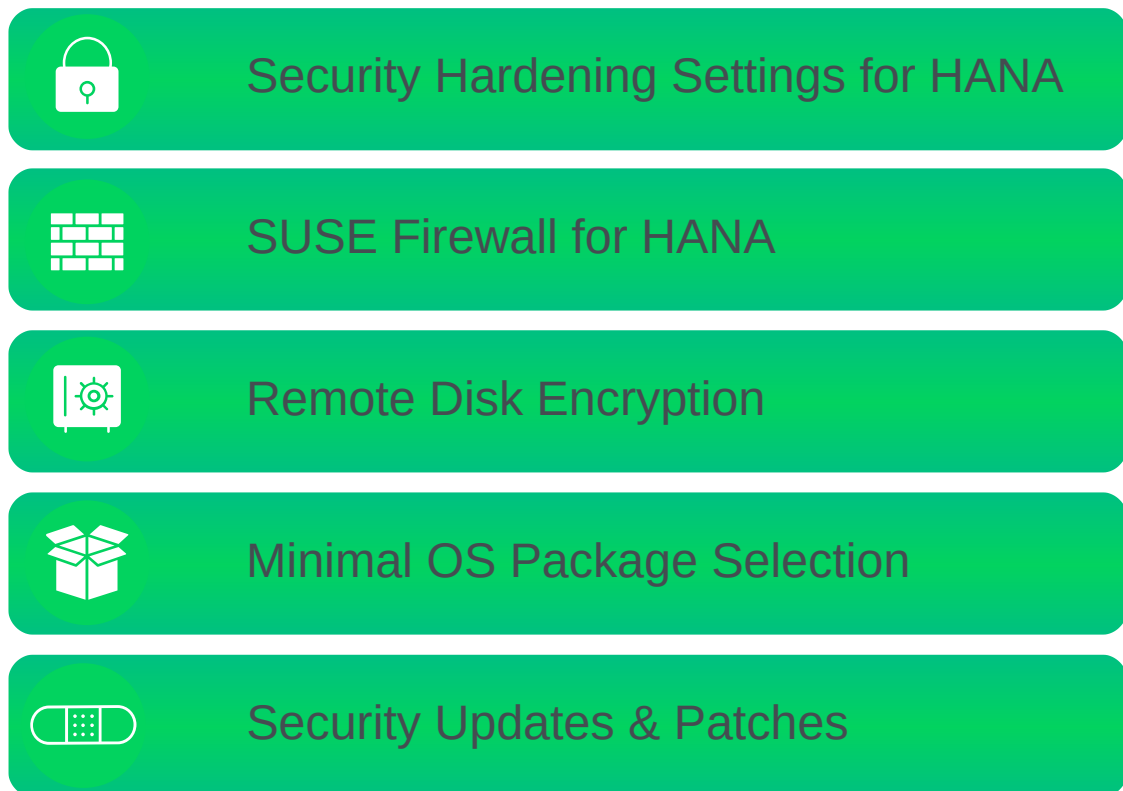 Security Hardening Settings for HANA
SUSE Firewall for HANA
Remote Disk Encryption
Minimal OS Package Selection
Security Updates & Patches